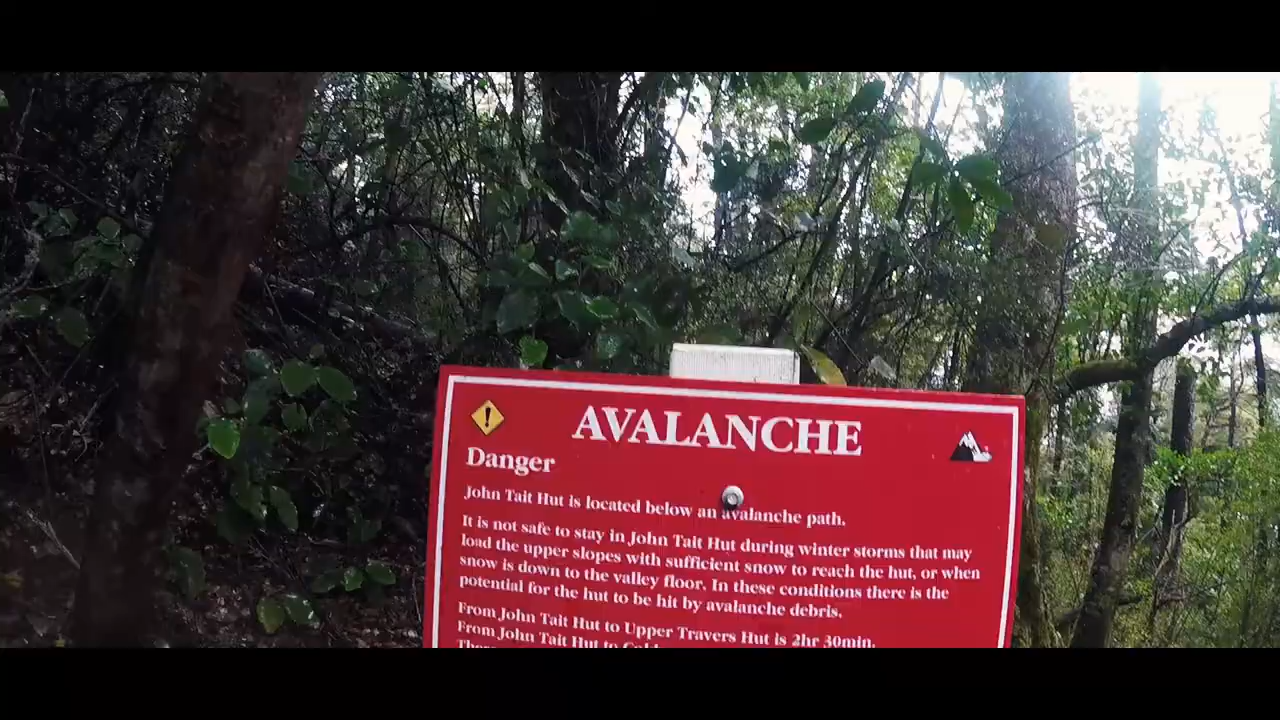 AVALANCHE
Danger
John Tait Hut is located below an avalanche path.
It is not safe to stay in John Tait Hut during winter storms that may
load the upper slopes with sufficient snow to reach the hut, or when
snow is down to the valley floor. In these conditions there is the
potential for the hut to be hit by avalanche debris.
From John Tait Hut to Upper Travers Hut is 2hr 30min.
From John Tait Hut to